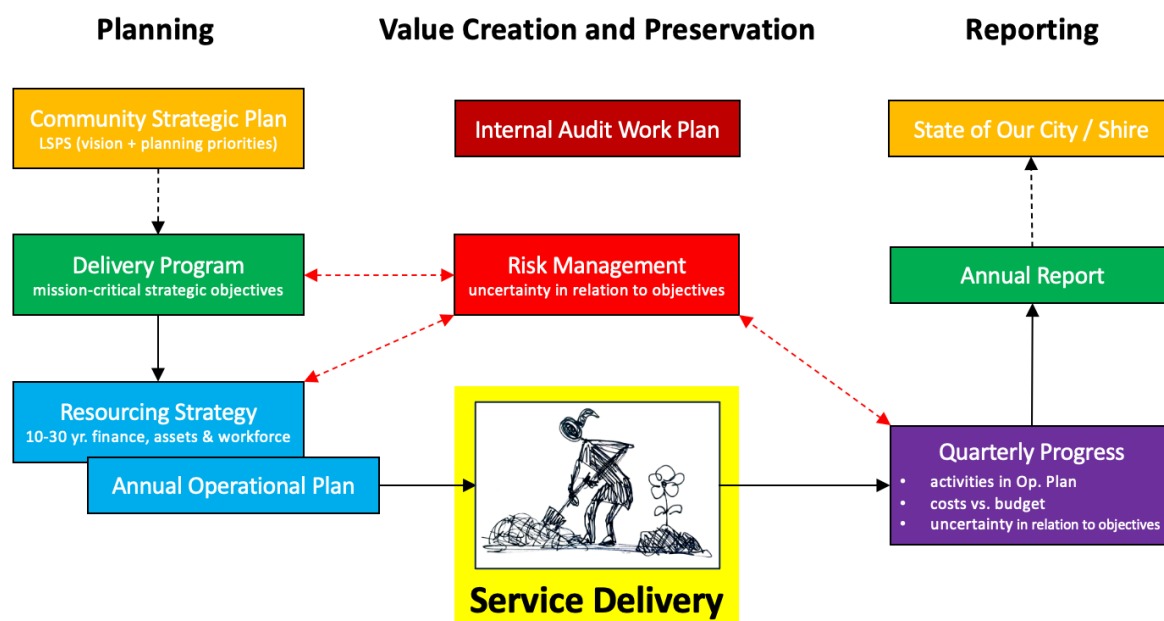 Planning
Value Creation and Preservation
Reporting
Community Strategic Plan
LSPS (vision + planning priorities)
Internal Audit Work Plan
State of Our City / Shire
Delivery Program
mission-critical strategic objectives
Risk Management
uncertainty in relation to objectives
Annual Report
Resourcing Strategy
10-30 yr. finance, assets & workforce
Annual Operational Plan
Service Delivery
Quarterly Progress
• activities in Op. Plan
• costs vs. budget
• uncertainty in relation to objectives